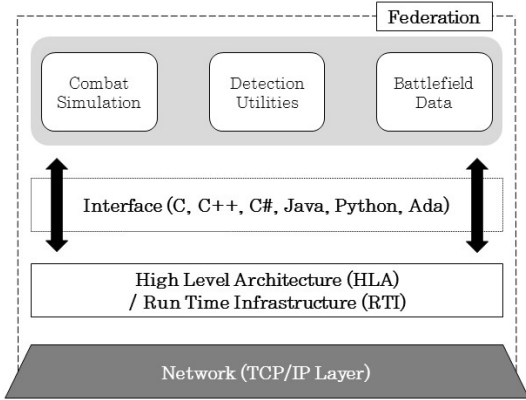 Federation
Combat
Simulation
Detection
Utilities
Battlefield
Data
Interface (C, C++, C#, Java, Python, Ada)
High Level Architecture (HLA)
/ Run Time Infrastructure (RTI)
Network (TCP/IP Layer)